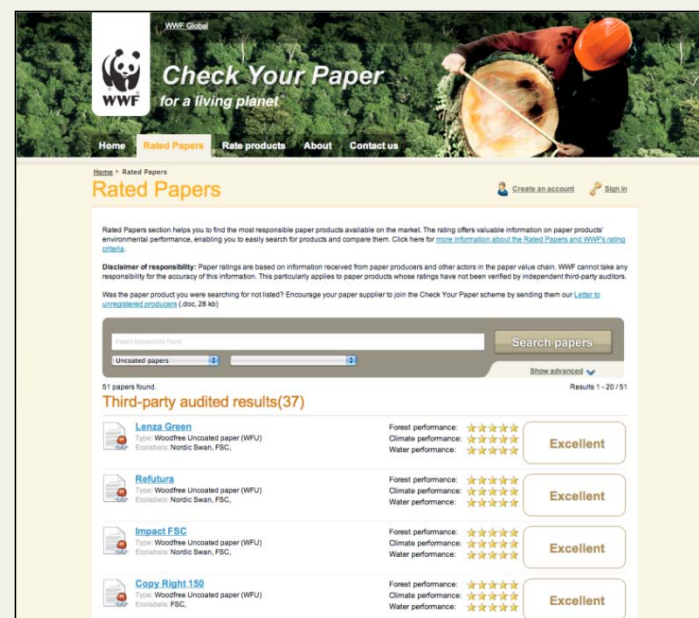 WWF Global
WWF
Check Your Paper
for a living planet
Home Rated Papers Rate products About Contact us
Home › Rated Papers
Rated Papers
Create an account Sign in
Rated Papers section helps you to find the most responsible paper products available on the market. The rating offers valuable information on paper products'
environmental performance, enabling you to easily search for products and compare them. Click here for more information about the Rated Papers and WWF's rating
criteria.
Disclaimer of responsibility: Paper ratings are based on information received from paper producers and other actors in the paper value chain. WWF cannot take any
responsibility for the accuracy of this information. This particularly applies to paper products whose ratings have not been verified by independent third-party auditors.
Was the paper product you were searching for not listed? Encourage your paper supplier to join the Check Your Paper scheme by sending them our Letter to
unregistered producers (.doc, 28 kb)
Insert keywords here
Search papers
Uncoated papers
Show advanced
51 papers found. Results 1 - 20 / 51
Third-party audited results(37)
Lenza Green
Type: Woodfree Uncoated paper (WFU)
Ecolabels: Nordic Swan, FSC,
Forest performance:
Climate performance:
Water performance:
Excellent
Refutura
Type: Woodfree Uncoated paper (WFU)
Ecolabels: Nordic Swan, FSC,
Forest performance:
Climate performance:
Water performance:
Excellent
Impact FSC
Type: Woodfree Uncoated paper (WFU)
Ecolabels: Nordic Swan, FSC,
Forest performance:
Climate performance:
Water performance:
Excellent
Copy Right 150
Type: Woodfree Uncoated paper (WFU)
Ecolabels: FSC,
Forest performance:
Climate performance:
Water performance:
Excellent